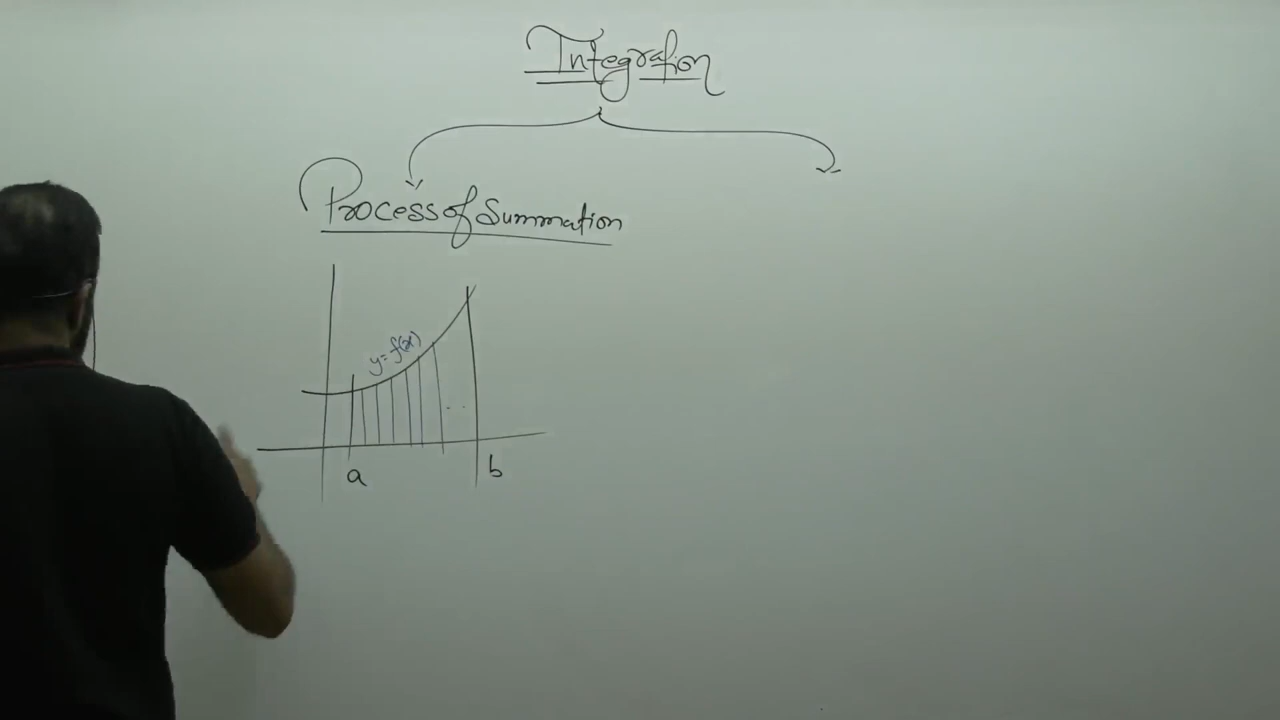 Integration
Process of Summation
y=f(x)
a
b